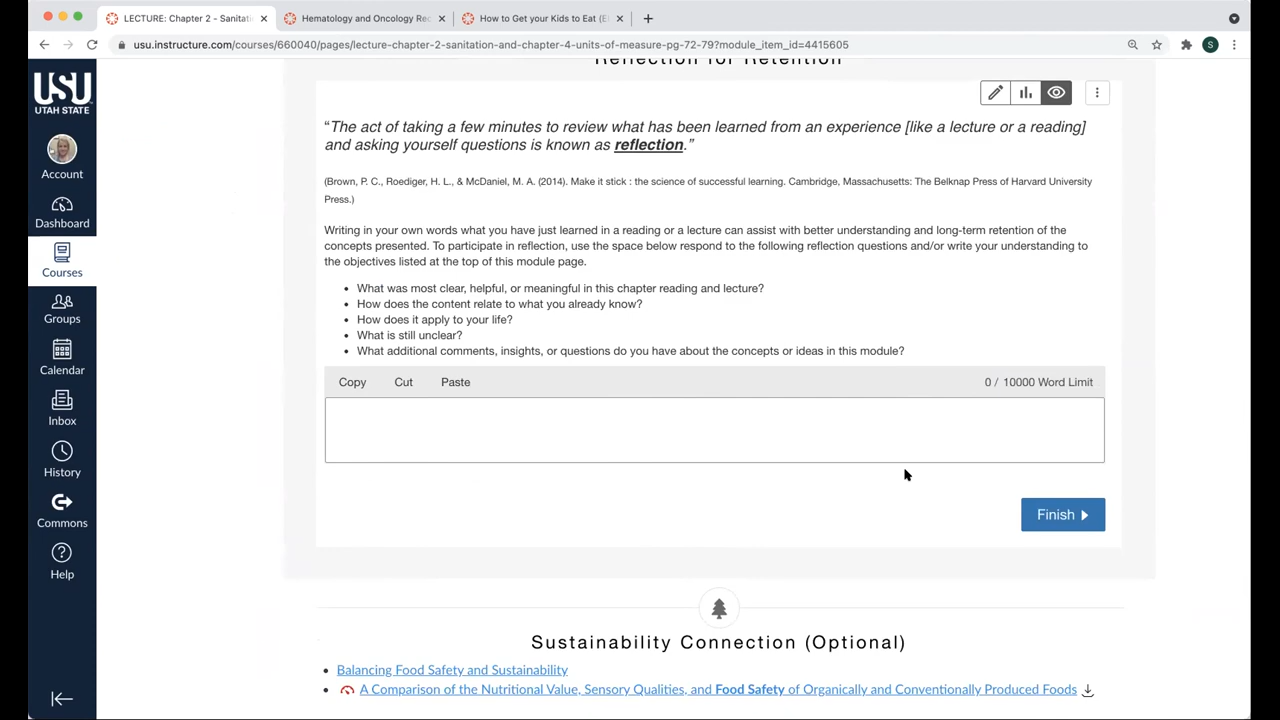 LECTURE: Chapter 2 - Sanitati
Hematology and Oncology Rec
How to Get your Kids to Eat (E
usu.instructure.com/courses/660040/pages/lecture-chapter-2-sanitation-and-chapter-4-units-of-measure-pg-72-79?module_item_id=4415605
S
USU
UTAH STATE
Account
Dashboard
Courses
Groups
Calendar
Inbox
History
Commons
Help
Reflection for Retention
“The act of taking a few minutes to review what has been learned from an experience [like a lecture or a reading]
and asking yourself questions is known as reflection.”
(Brown, P. C., Roediger, H. L., & McDaniel, M. A. (2014). Make it stick : the science of successful learning. Cambridge, Massachusetts: The Belknap Press of Harvard University
Press.)
Writing in your own words what you have just learned in a reading or a lecture can assist with better understanding and long-term retention of the
concepts presented. To participate in reflection, use the space below respond to the following reflection questions and/or write your understanding to
the objectives listed at the top of this module page.
• What was most clear, helpful, or meaningful in this chapter reading and lecture?
• How does the content relate to what you already know?
• How does it apply to your life?
• What is still unclear?
• What additional comments, insights, or questions do you have about the concepts or ideas in this module?
Copy Cut Paste 0 / 10000 Word Limit
Finish
Sustainability Connection (Optional)
• Balancing Food Safety and Sustainability
• A Comparison of the Nutritional Value, Sensory Qualities, and Food Safety of Organically and Conventionally Produced Foods